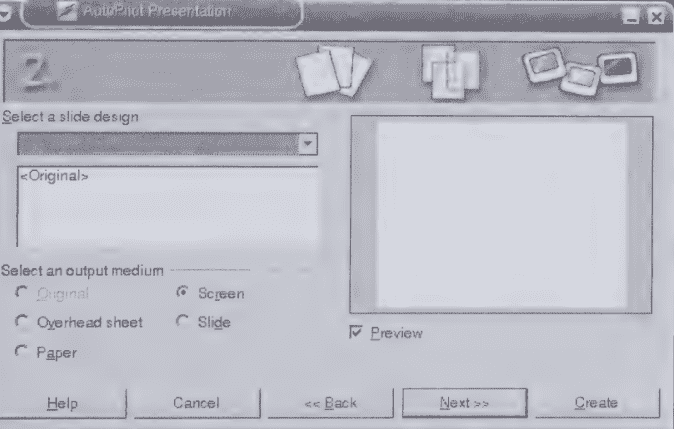 AutoPilot Presentation
2.
Select a slide design
<Original>
Select an output medium
Original
Screen
Overhead sheet
Slide
Paper
Preview
Help
Cancel
<< Back
Next >>
Create